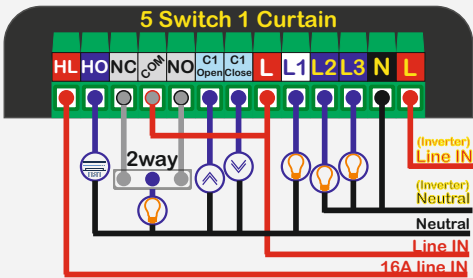 5 Switch 1 Curtain
HL HO NC COM NO C1 Open C1 Close L L1 L2 L3 N L
2way
(Inverter)
Line IN
(Inverter)
Neutral
Neutral
Line IN
16A line IN